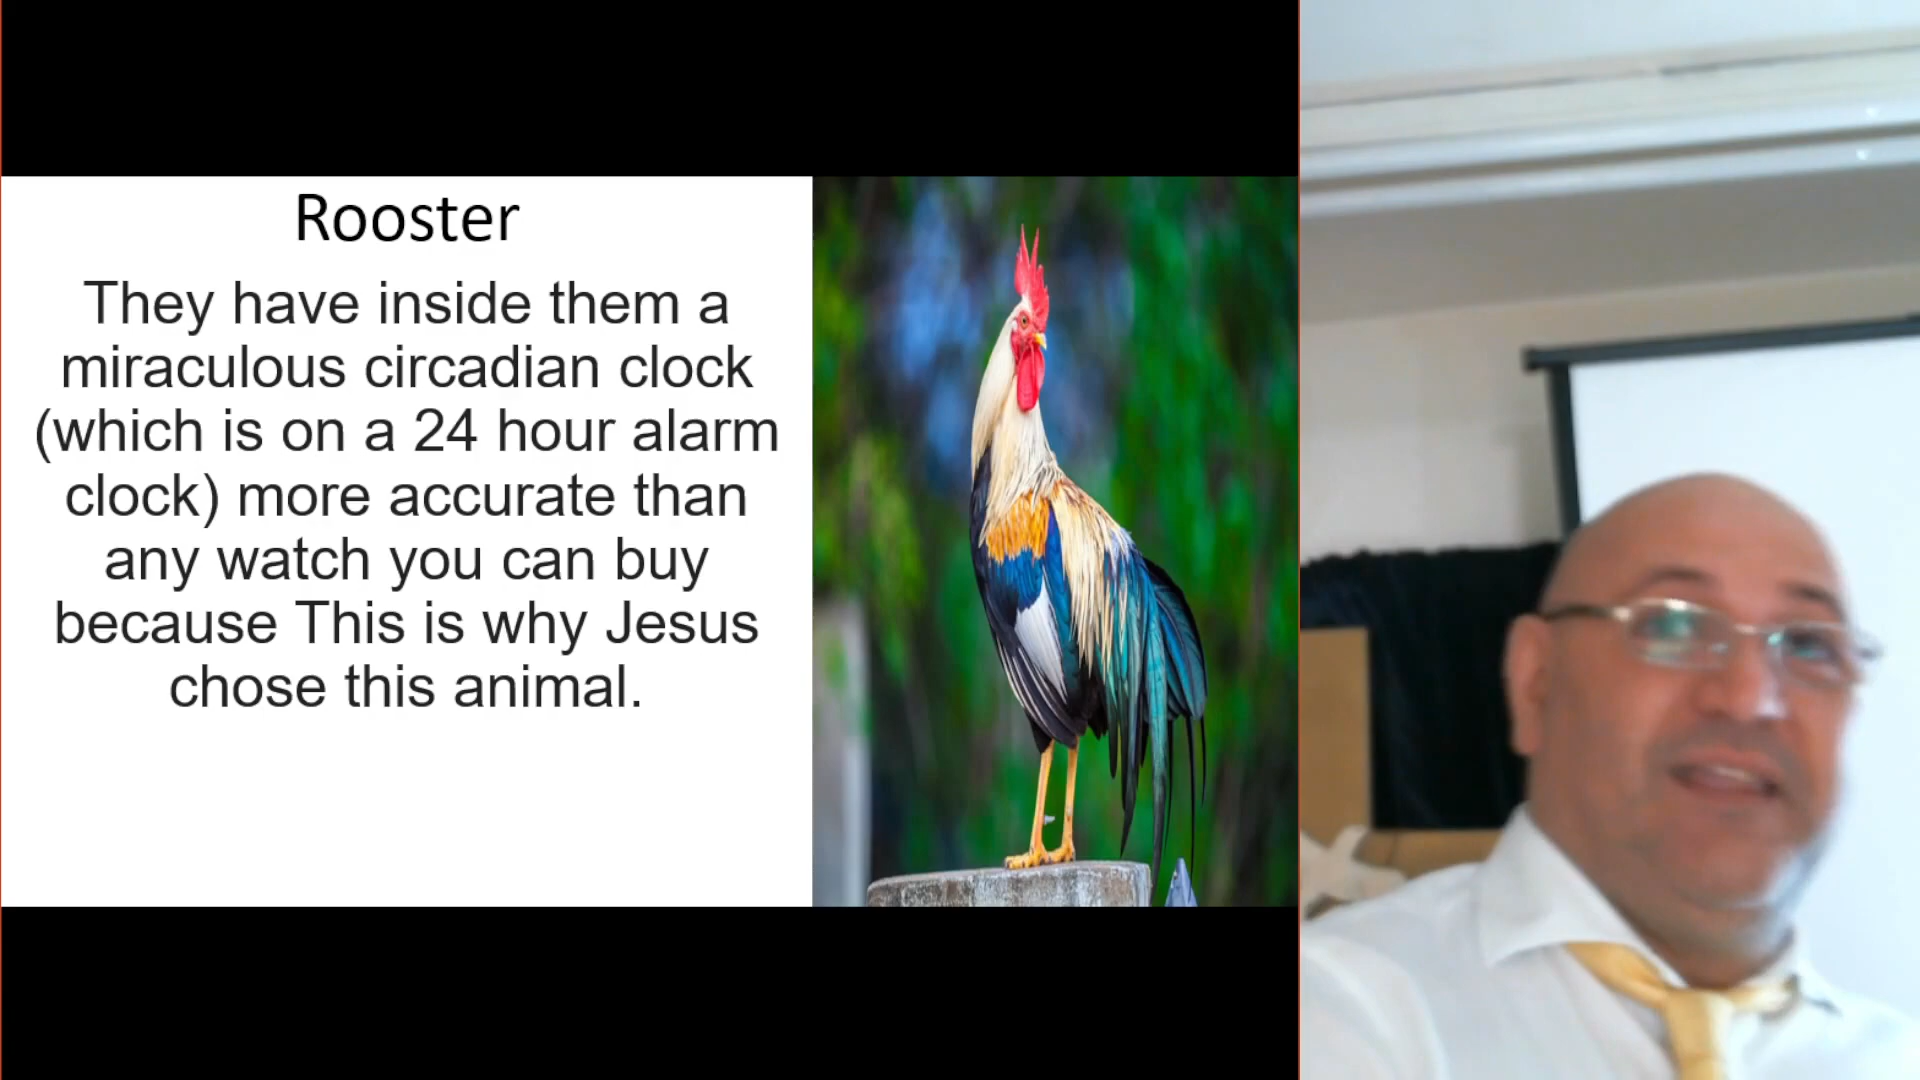 Rooster
They have inside them a
miraculous circadian clock
(which is on a 24 hour alarm
clock) more accurate than
any watch you can buy
because This is why Jesus
chose this animal.